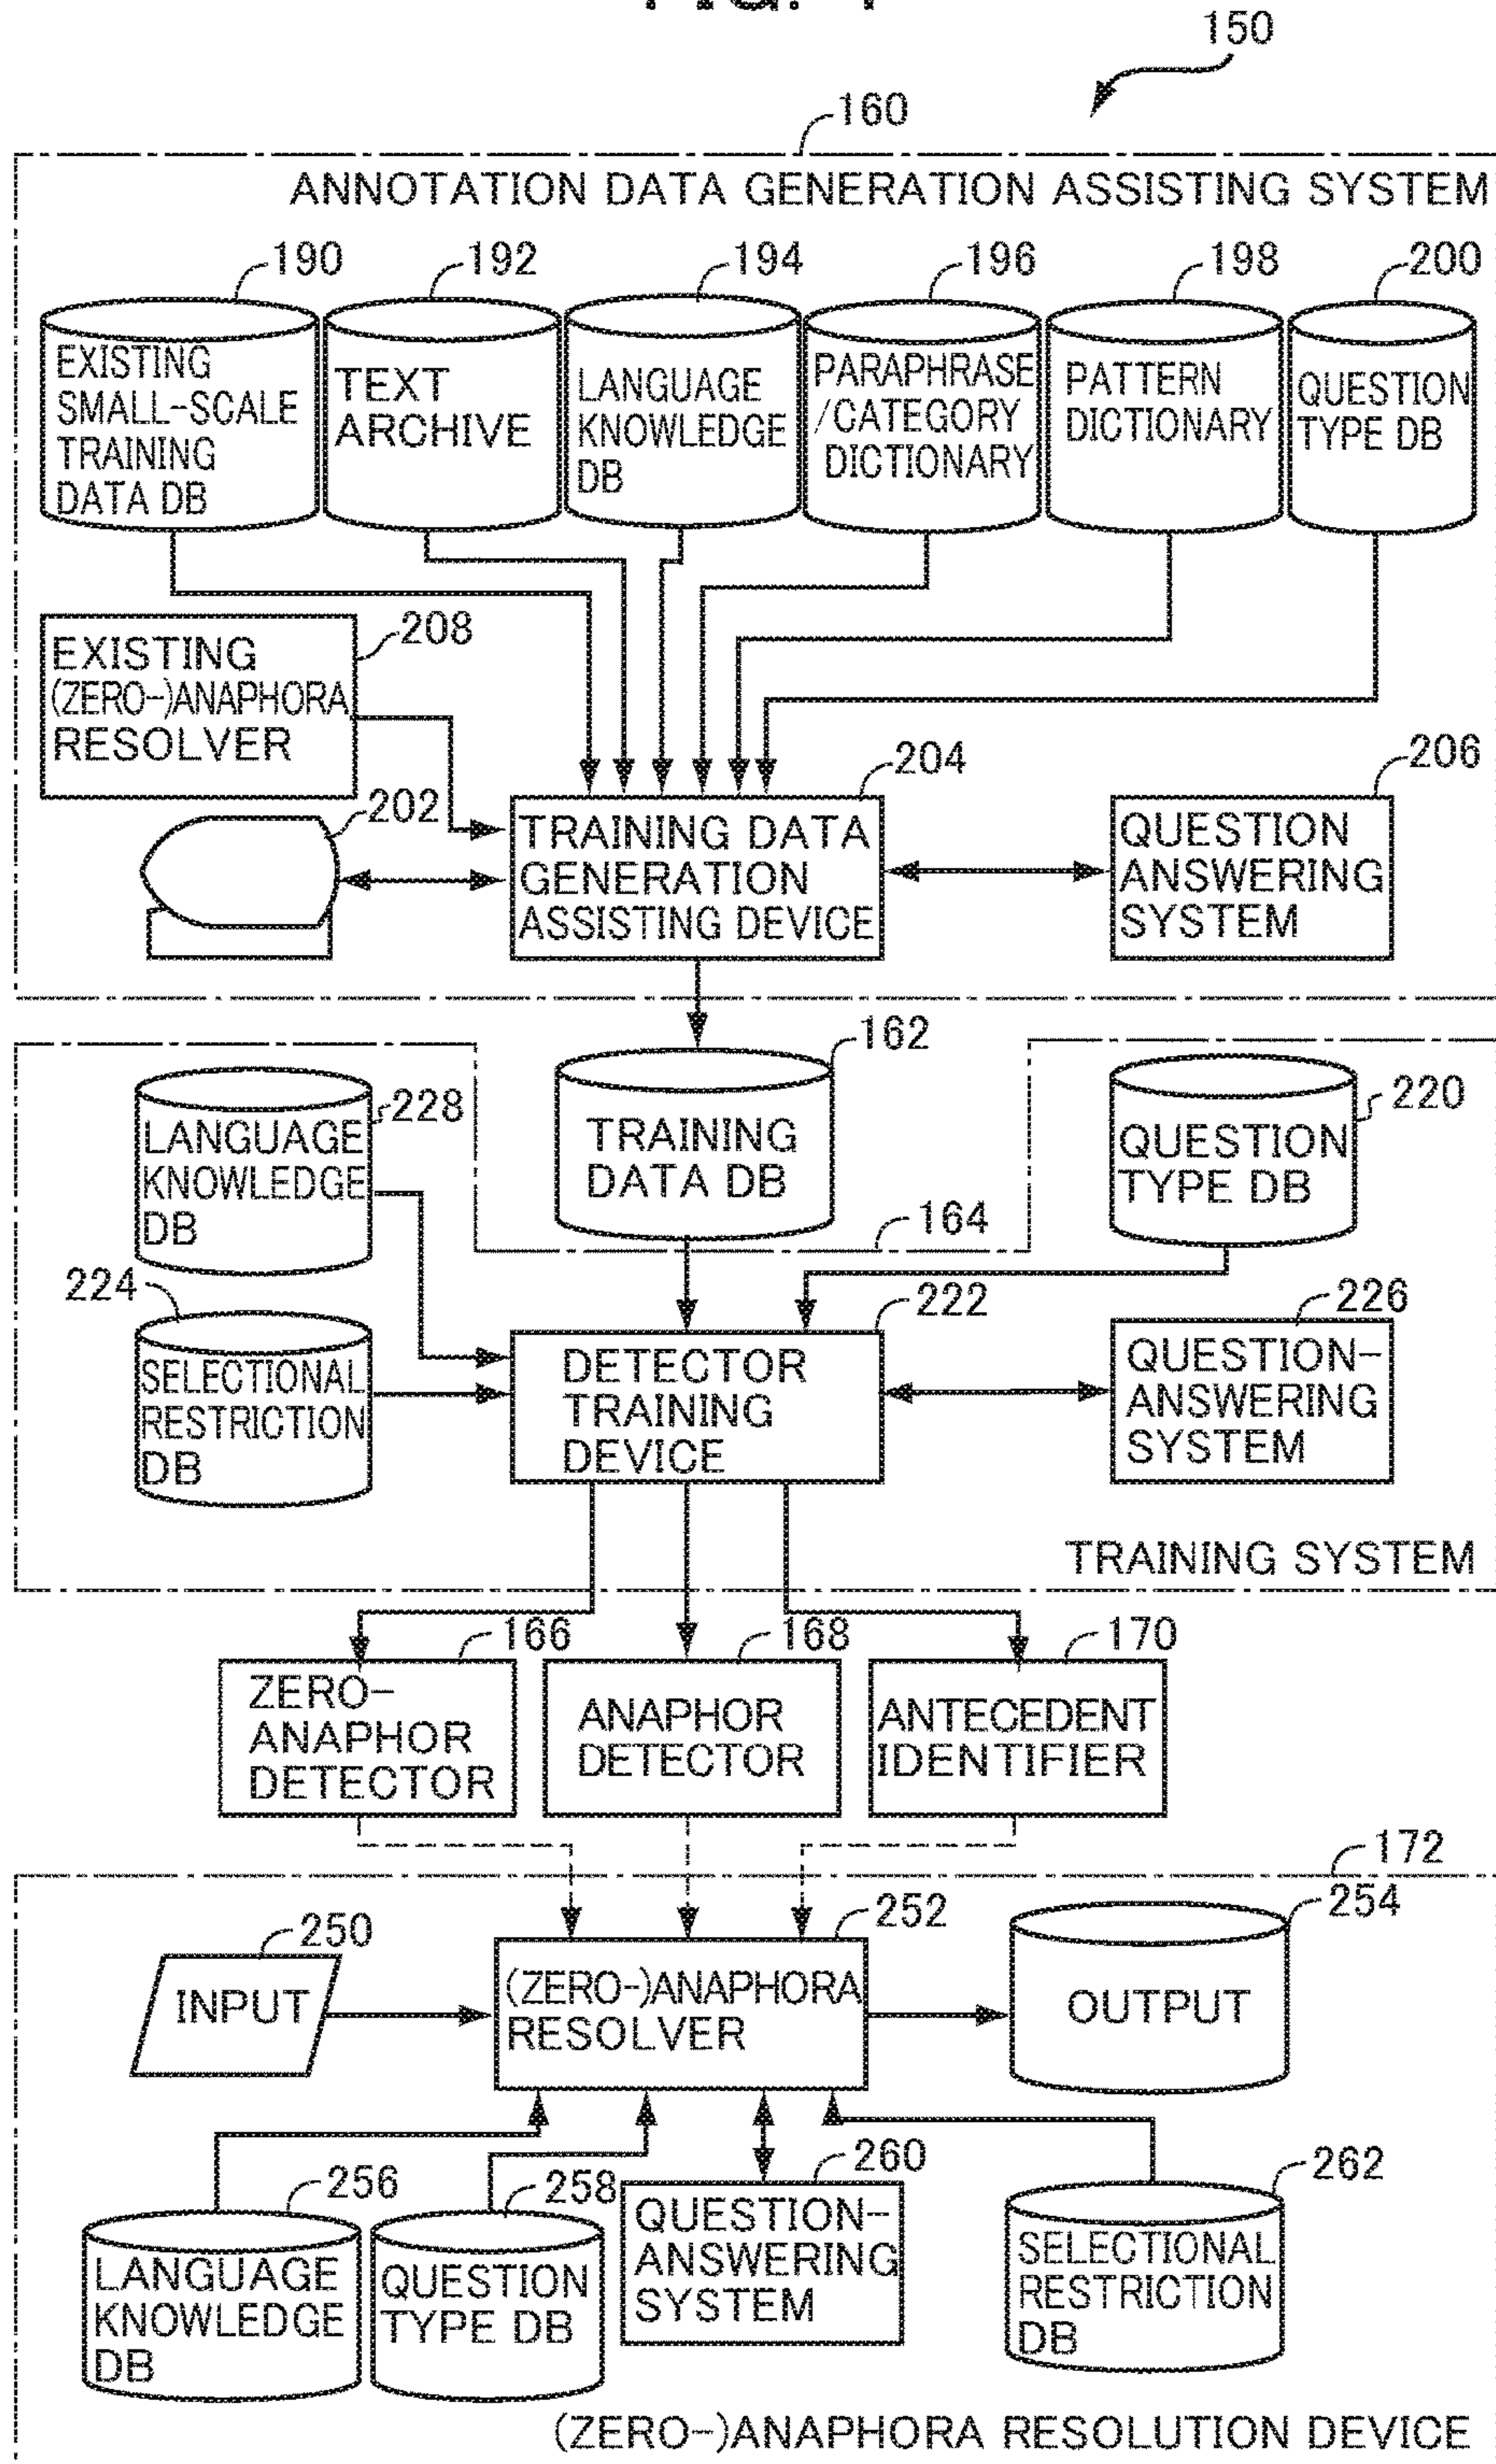 150
160
ANNOTATION DATA GENERATION ASSISTING SYSTEM
190
192
194
196
198
200
EXISTING
SMALL-SCALE
TRAINING
DATA DB
TEXT
ARCHIVE
LANGUAGE
KNOWLEDGE
DB
PARAPHRASE
/CATEGORY
DICTIONARY
PATTERN
DICTIONARY
QUESTION
TYPE DB
208
EXISTING
(ZERO-)ANAPHORA
RESOLVER
202
204
TRAINING DATA
GENERATION
ASSISTING DEVICE
206
QUESTION
ANSWERING
SYSTEM
162
TRAINING
DATA DB
228
LANGUAGE
KNOWLEDGE
DB
220
QUESTION
TYPE DB
164
224
SELECTIONAL
RESTRICTION
DB
222
DETECTOR
TRAINING
DEVICE
226
QUESTION-
ANSWERING
SYSTEM
TRAINING SYSTEM
166
ZERO-
ANAPHOR
DETECTOR
168
ANAPHOR
DETECTOR
170
ANTECEDENT
IDENTIFIER
172
250
INPUT
252
(ZERO-)ANAPHORA
RESOLVER
254
OUTPUT
256
LANGUAGE
KNOWLEDGE
DB
258
QUESTION
TYPE DB
260
QUESTION-
ANSWERING
SYSTEM
262
SELECTIONAL
RESTRICTION
DB
(ZERO-)ANAPHORA RESOLUTION DEVICE